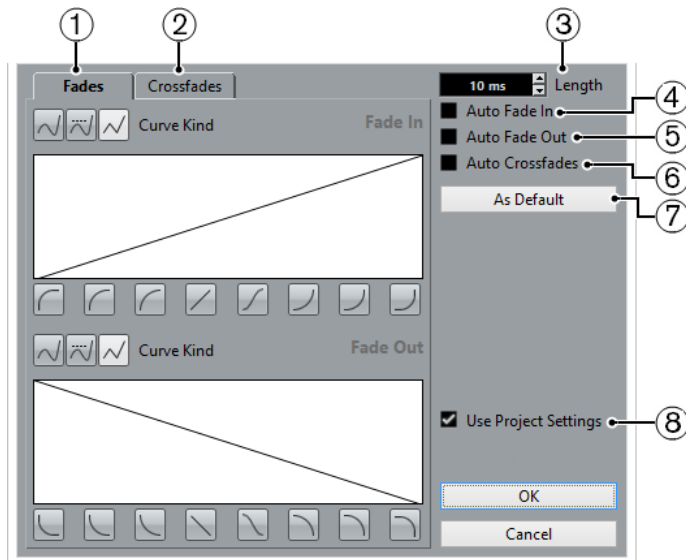 1
2
3
Fades
Crossfades
10 ms
Length
Curve Kind
Fade In
Auto Fade In
4
Auto Fade Out
5
Auto Crossfades
6
As Default
7
Curve Kind
Fade Out
Use Project Settings
8
OK
Cancel